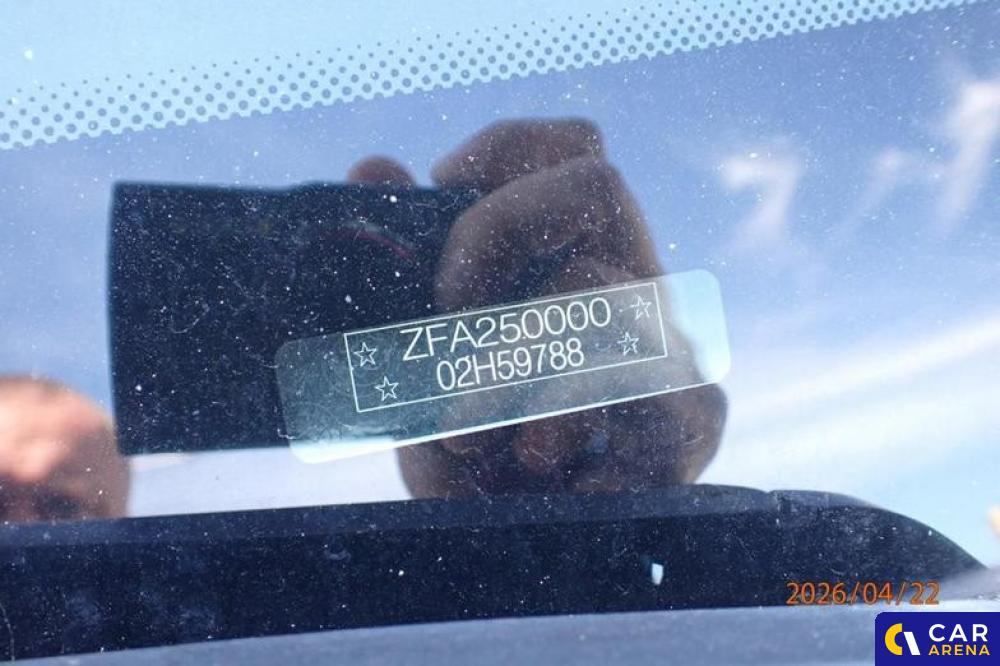 ☆ ZFA250000 ☆
☆ 02H59788 ☆
2026/04/22
CAR
ARENA